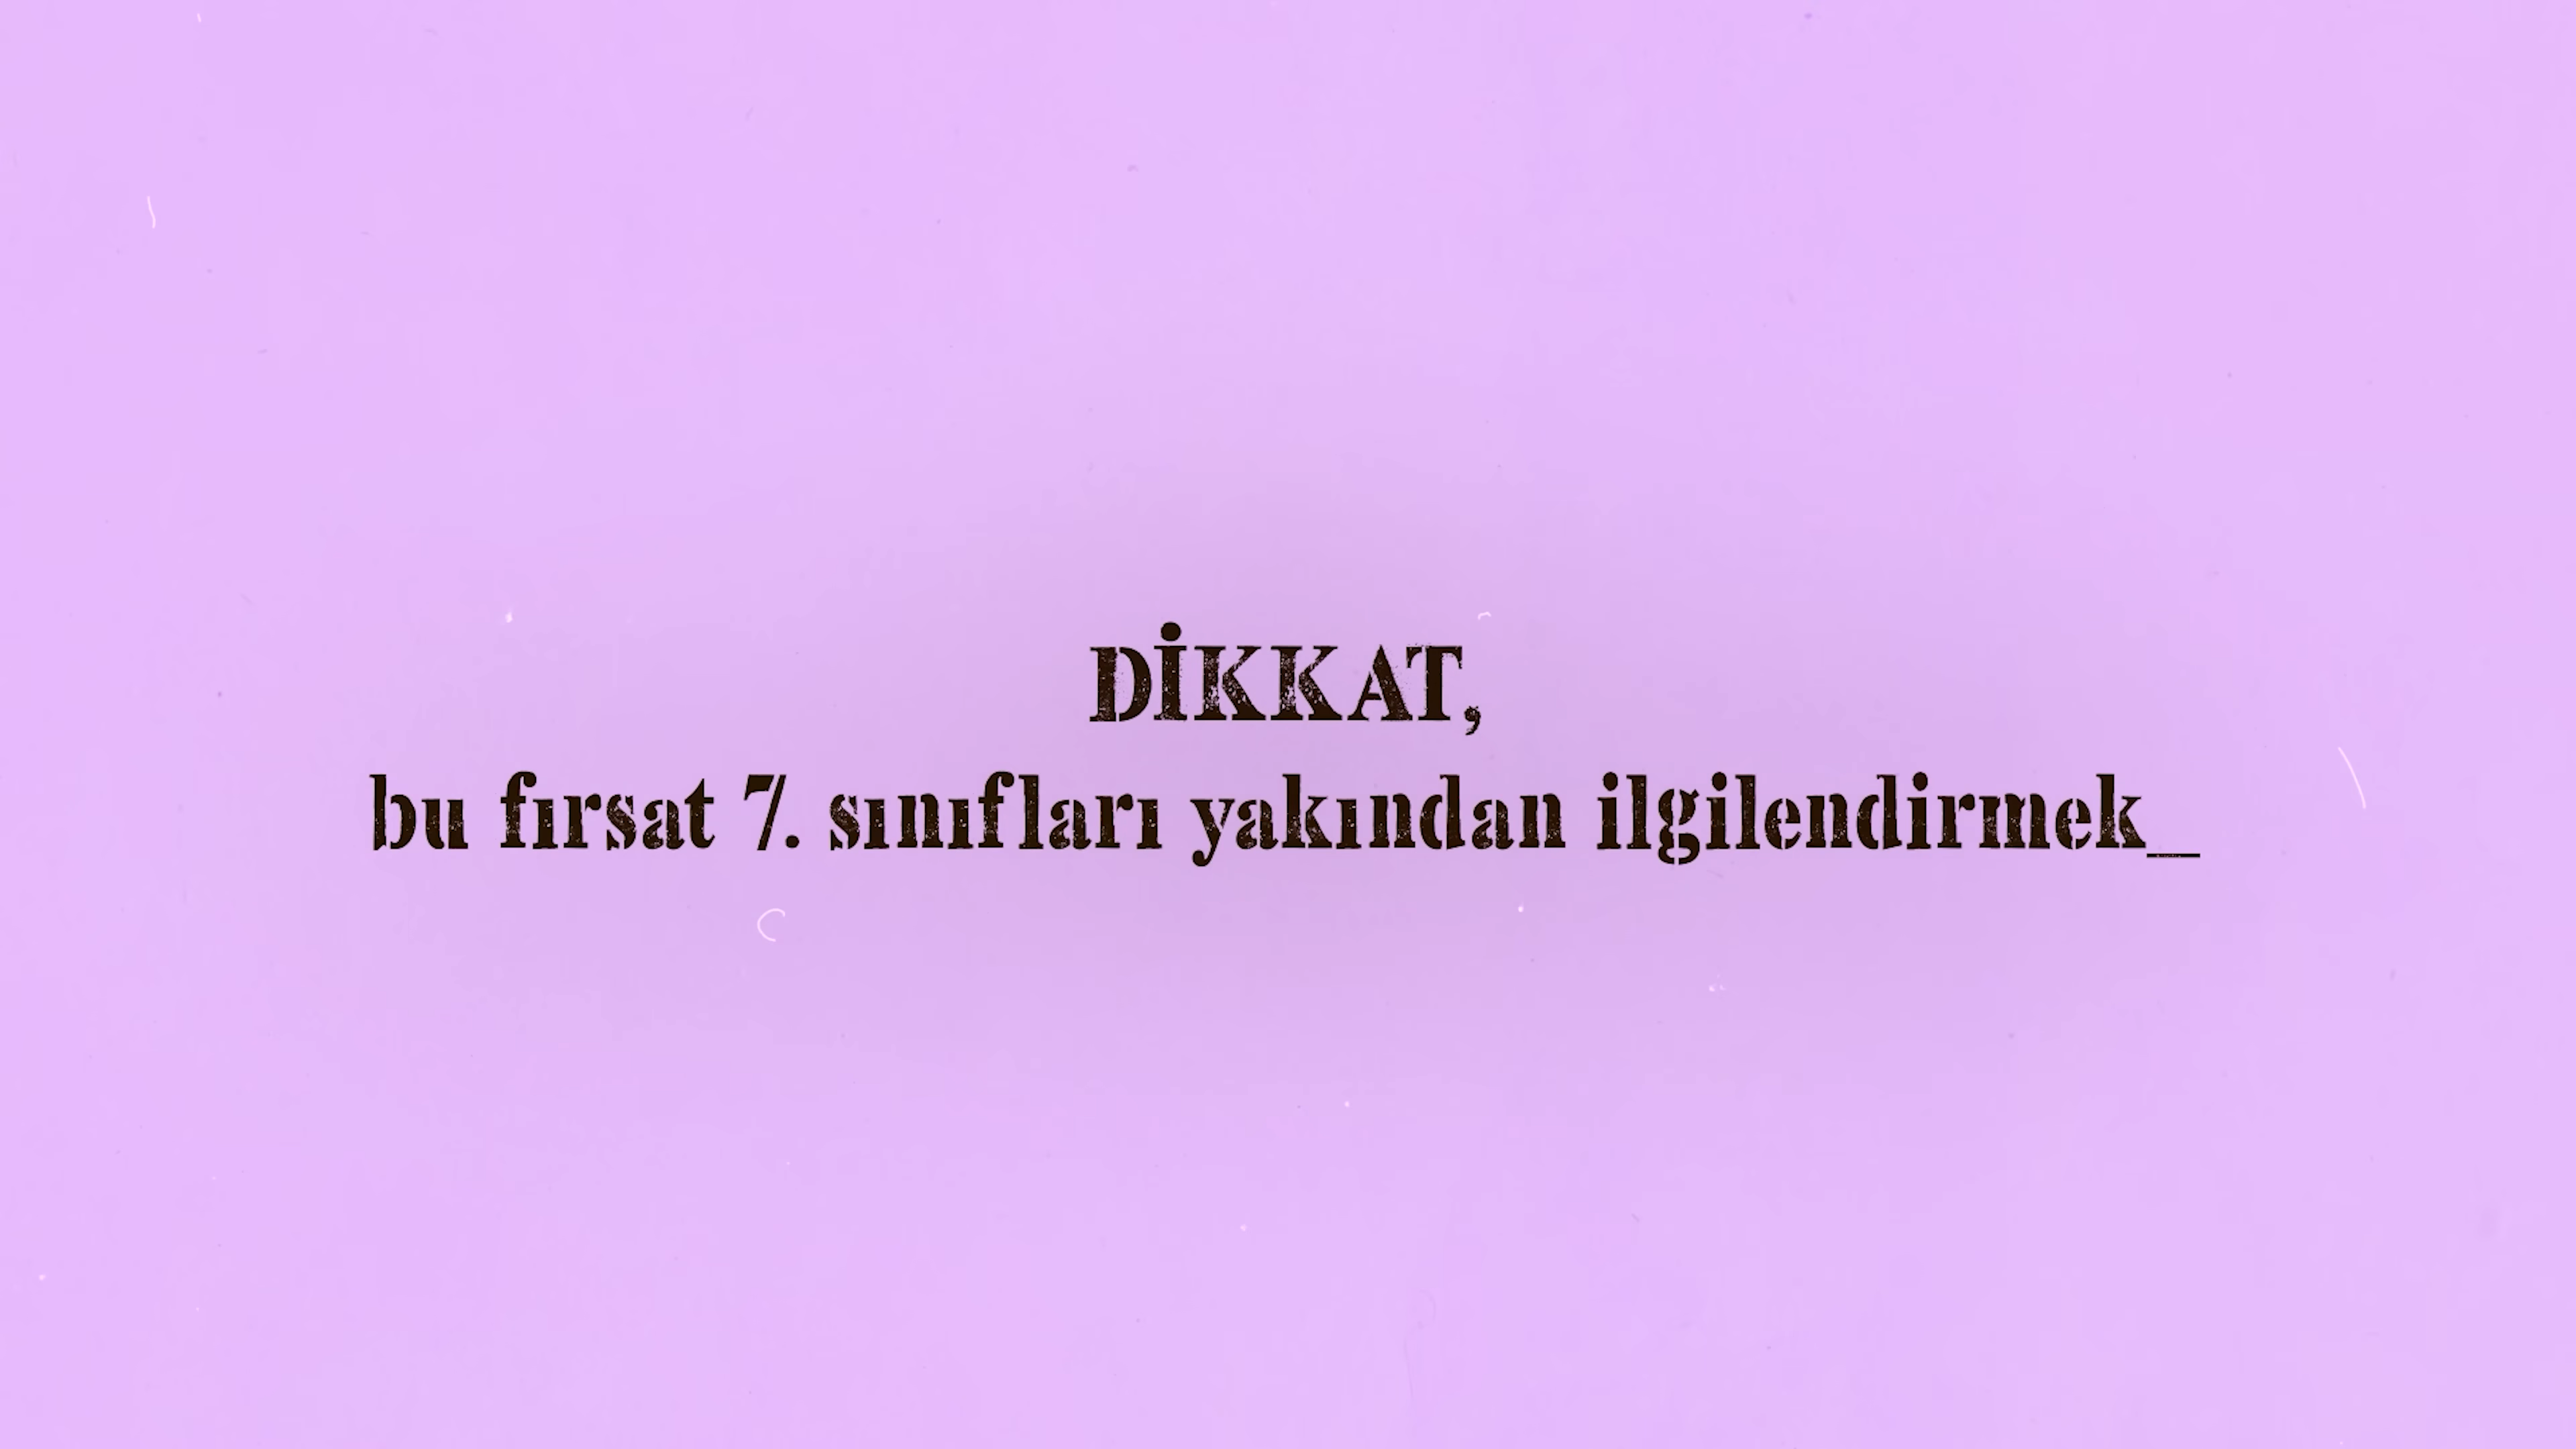 DİKKAT,
bu fırsat 7. sınıfları yakından ilgilendirmek_